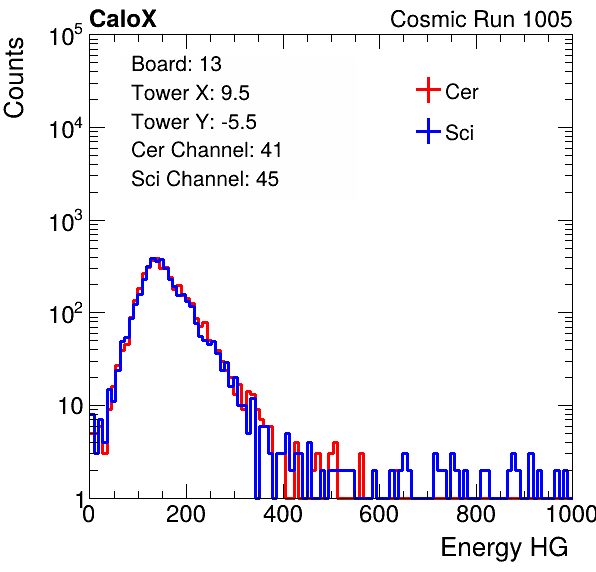 CaloX Cosmic Run 1005
Counts
Board: 13
Tower X: 9.5
Tower Y: -5.5
Cer Channel: 41
Sci Channel: 45
Cer
Sci
10^5
10^4
10^3
10^2
10
1
0 200 400 600 800 1000
Energy HG